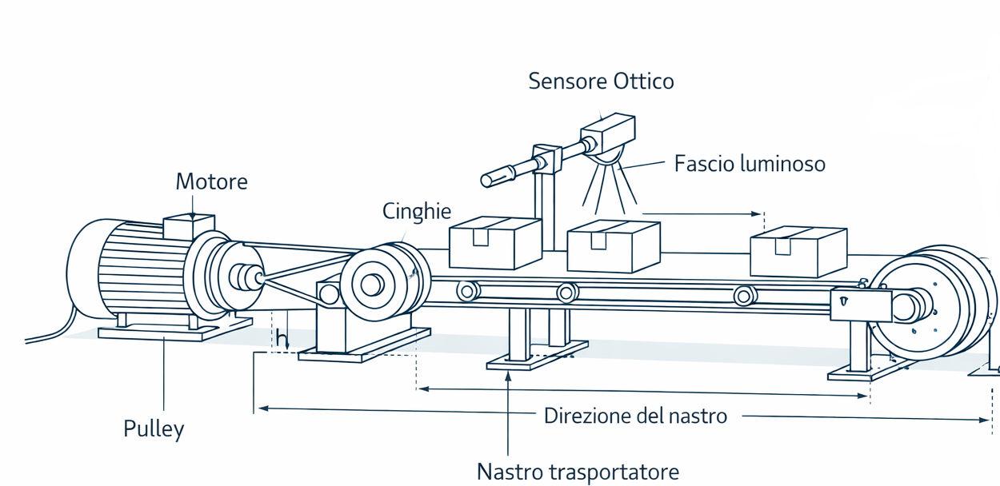 Sensore Ottico
Fascio luminoso
Motore
Cinghie
h
Direzione del nastro
Pulley
Nastro trasportatore